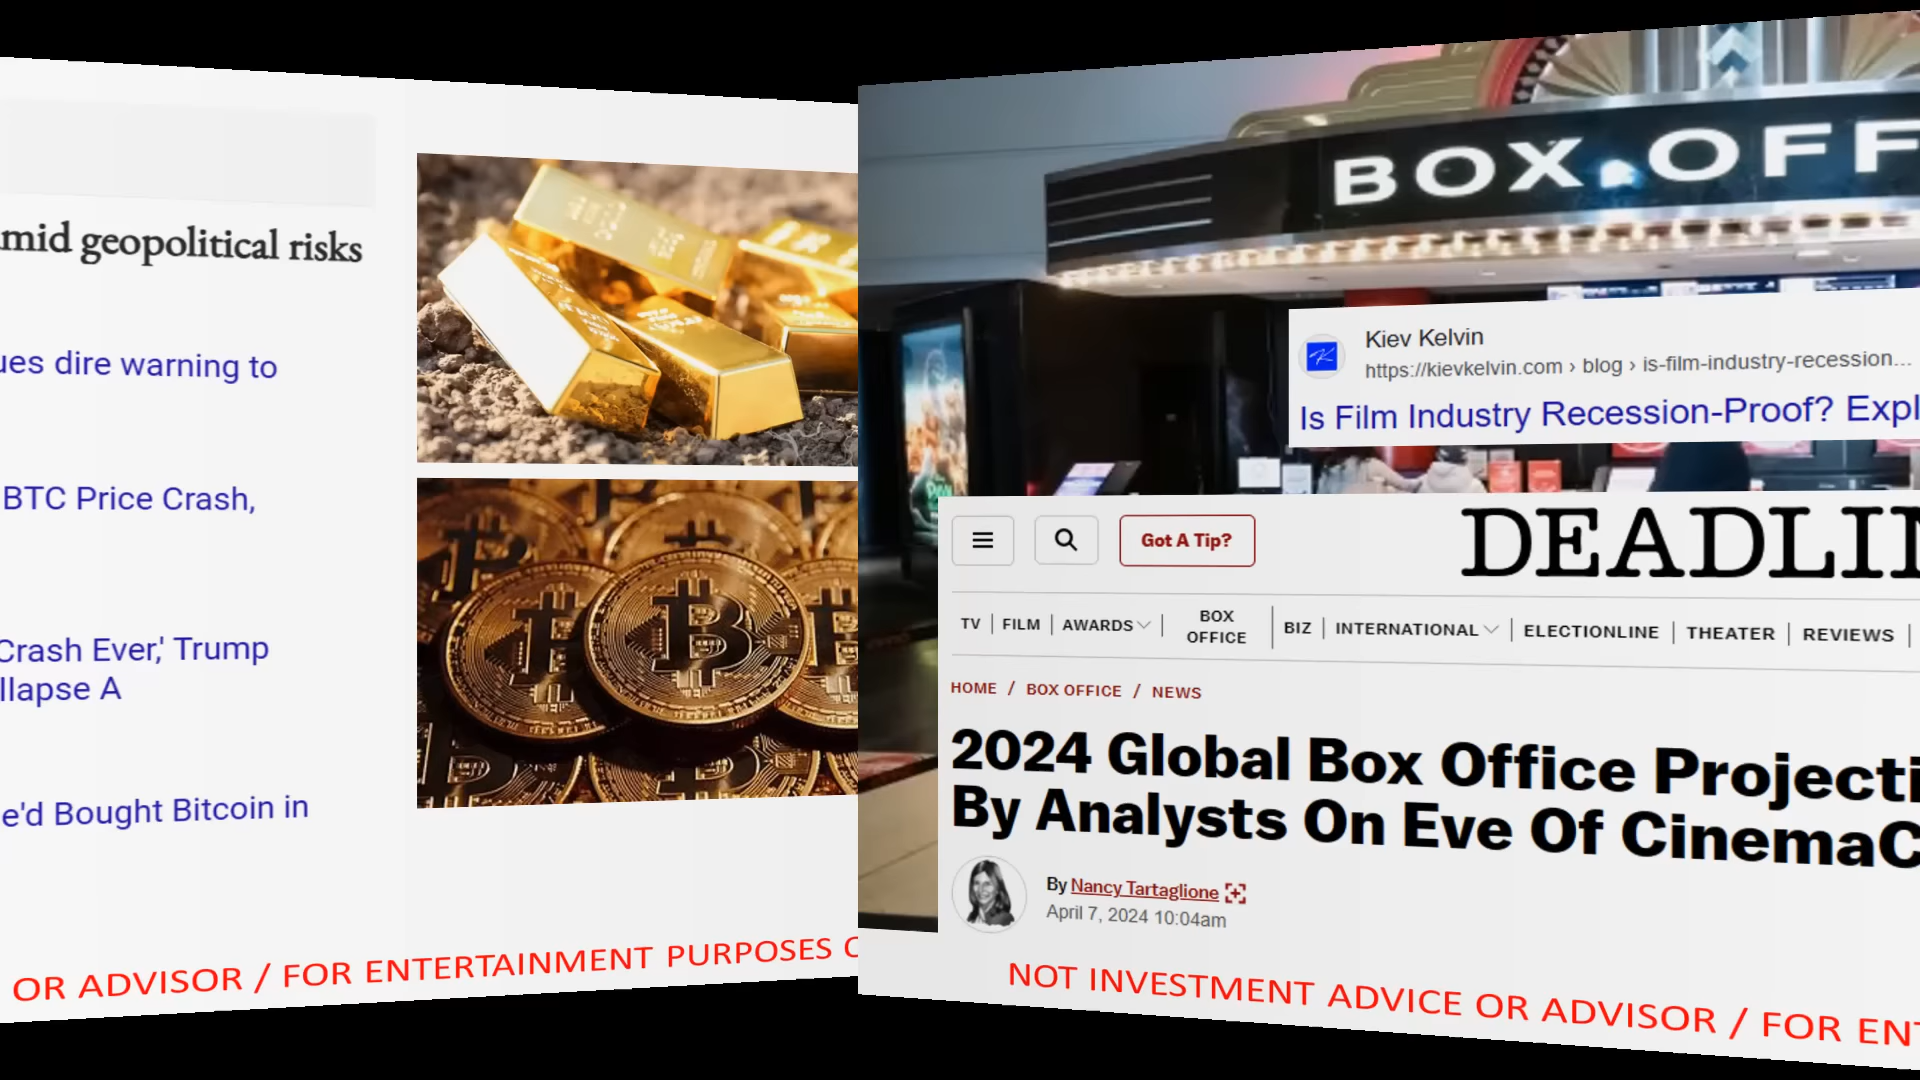 mid geopolitical risks
ues dire warning to
BTC Price Crash,
Crash Ever,' Trump
llapse A
e'd Bought Bitcoin in
OR ADVISOR / FOR ENTERTAINMENT PURPOSES O
BOX OFF
Kiev Kelvin
https://kievkelvin.com › blog › is-film-industry-recession...
Is Film Industry Recession-Proof? Expl
Got A Tip?
DEADLIN
TV | FILM | AWARDS | BOX OFFICE | BIZ | INTERNATIONAL | ELECTIONLINE | THEATER | REVIEWS |
HOME / BOX OFFICE / NEWS
2024 Global Box Office Projecti
By Analysts On Eve Of CinemaC
By Nancy Tartaglione
April 7, 2024 10:04am
NOT INVESTMENT ADVICE OR ADVISOR / FOR ENT